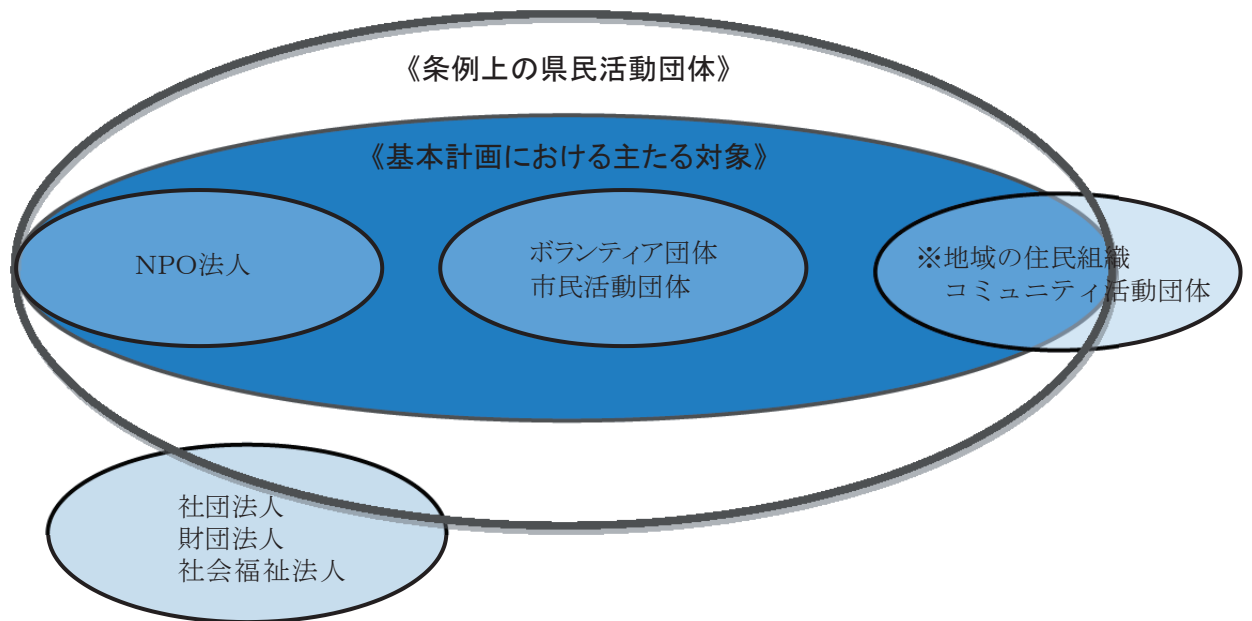 《条例上の県民活動団体》
《基本計画における主たる対象》
NPO法人
ボランティア団体
市民活動団体
※地域の住民組織
コミュニティ活動団体
社団法人
財団法人
社会福祉法人